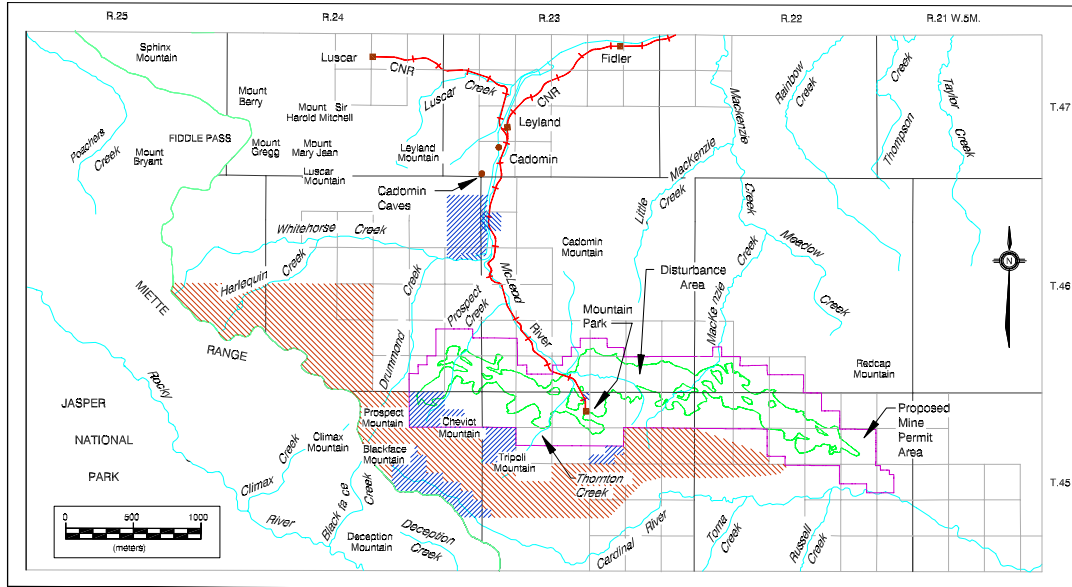 R.25
R.24
R.23
R.22
R.21 W.5M.
Sphinx
Mountain
Luscar
CNR
Fidler
Mount
Berry
Mount Sir
Harold Mitchell
Luscar
Creek
CNR
Mackenzie
Rainbow
Creek
Creek
Thompson
Taylor
Creek
T.47
Poachers
Creek
FIDDLE PASS
Mount
Bryant
Mount
Gregg
Mount
Mary Jean
Luscar
Mountain
Leyland
Mountain
Leyland
Cadomin
Cadomin
Caves
MacKenzie
Creek
Little
Creek
Whitehorse
Creek
Harlequin
Creek
Cadomin
Mountain
Disturbance
Area
Creek
Meadow
Creek
MacKe nzie
N
T.46
MIETTE
RANGE
Drummond
Creek
Prospect
Creek
McLeod
River
Mountain
Park
Redcap
Mountain
Rocky
JASPER
NATIONAL
PARK
Prospect
Mountain
Cheviot
Mountain
Climax
Mountain
Blackface
Mountain
Tripoli
Mountain
Thornton
Creek
Proposed
Mine
Permit
Area
T.45
Climax
Creek
River
Black fa ce
Creek
Deception
Creek
Deception
Mountain
Cardinal
River
Toma
Creek
Russell
Creek
0
500
1000
(meters)